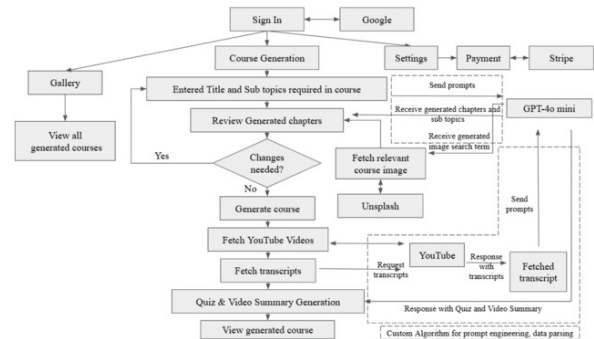 Sign In
Google
Course Generation
Settings
Payment
Stripe
Gallery
Entered Title and Sub topics required in course
Send prompts
GPT-4o mini
Receive generated chapters and
sub topics
View all
generated courses
Review Generated chapters
Receive generated
image search term
Yes
Changes
needed?
Fetch relevant
course image
No
Unsplash
Generate course
Send
prompts
Fetch YouTube Videos
YouTube
Response
with
transcripts
Fetched
transcript
Fetch transcripts
Request
transcripts
Quiz & Video Summary Generation
Response with Quiz and Video Summary
View generated course
Custom Algorithm for prompt engineering, data parsing